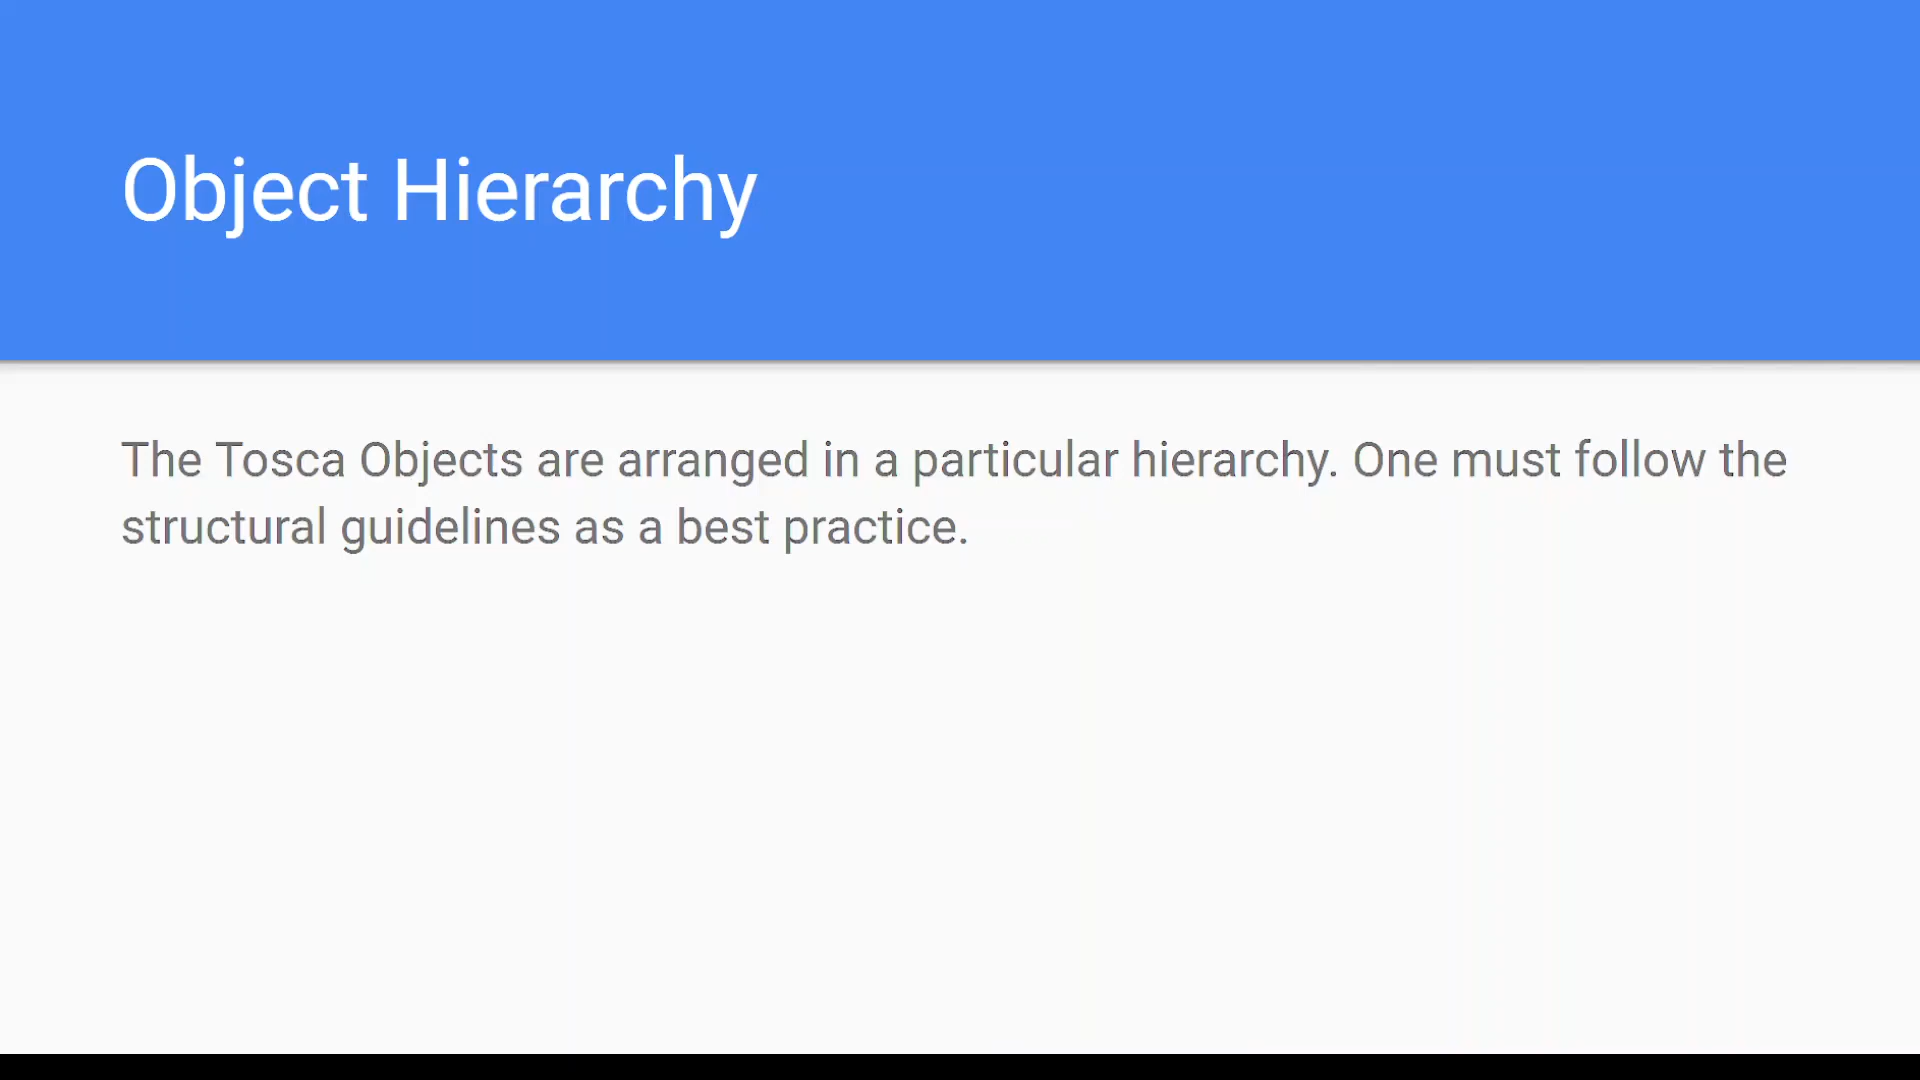 Object Hierarchy
The Tosca Objects are arranged in a particular hierarchy. One must follow the
structural guidelines as a best practice.